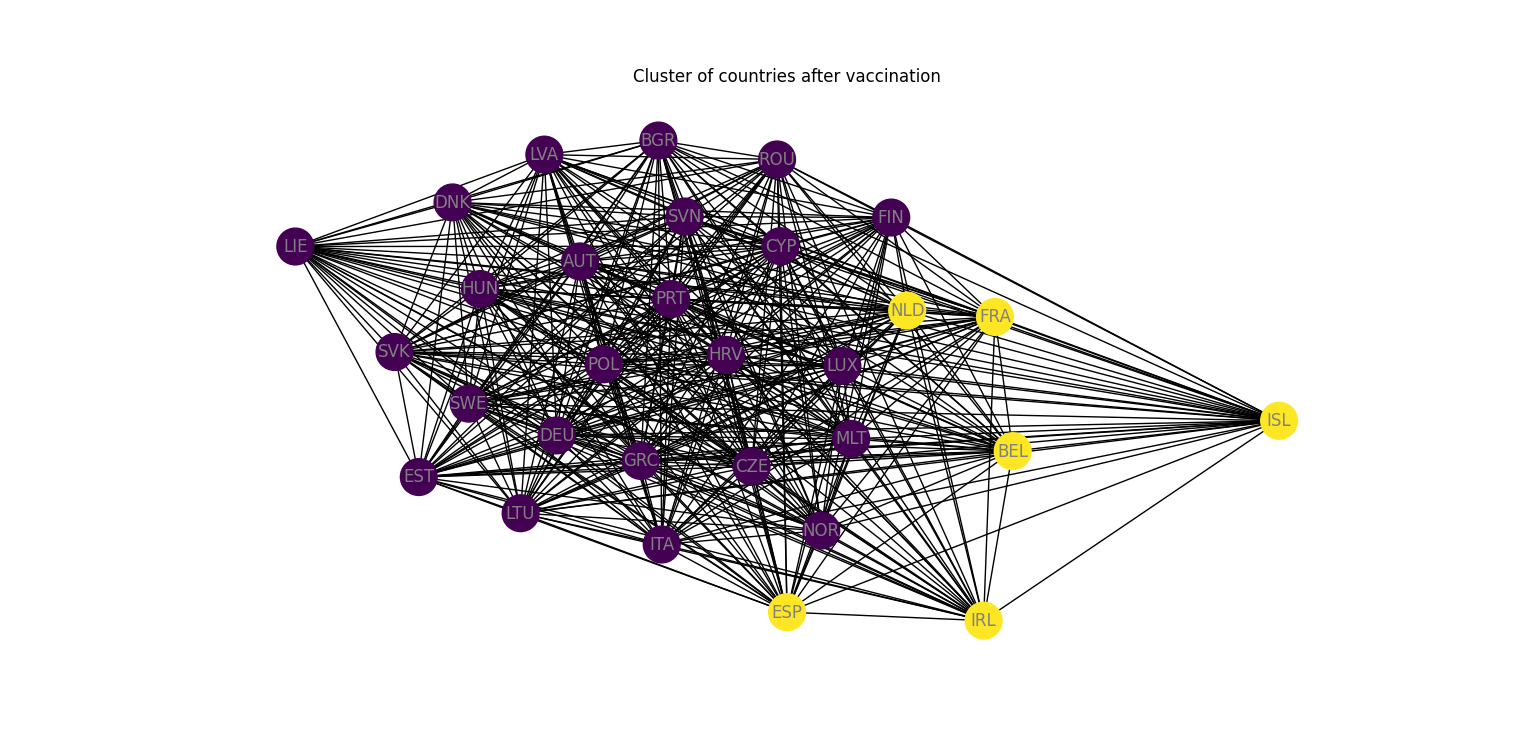 Cluster of countries after vaccination
BGR
LVA
ROU
DNK
SVN
FIN
LIE
CYP
AUT
HUN
PRT
NLD
FRA
SVK
HRV
POL
LUX
SWE
ISL
DEU
MLT
BEL
GRC
CZE
EST
LTU
NOR
ITA
ESP
IRL